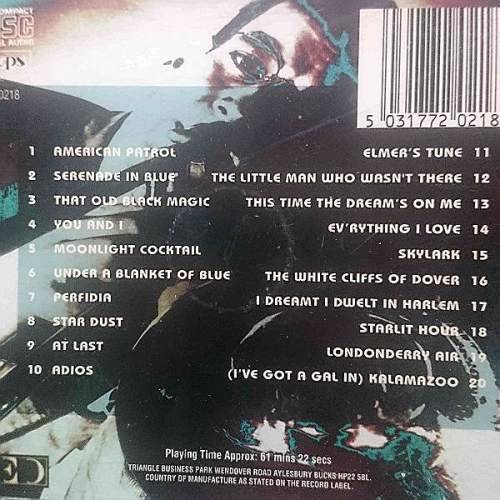 COMPACT
DISC
DIGITAL AUDIO
0218
5 031772 0218
1 AMERICAN PATROL
2 SERENADE IN BLUE
3 THAT OLD BLACK MAGIC
4 YOU AND I
5 MOONLIGHT COCKTAIL
6 UNDER A BLANKET OF BLUE
7 PERFIDIA
8 STAR DUST
9 AT LAST
10 ADIOS
ELMER'S TUNE 11
THE LITTLE MAN WHO WASN'T THERE 12
THIS TIME THE DREAM'S ON ME 13
EV'RYTHING I LOVE 14
SKYLARK 15
THE WHITE CLIFFS OF DOVER 16
I DREAMT I DWELT IN HARLEM 17
STARLIT HOUR 18
LONDONDERRY AIR 19
(I'VE GOT A GAL IN) KALAMAZOO 20
Playing Time Approx: 61 mins 22 secs
TRIANGLE BUSINESS PARK WENDOVER ROAD AYLESBURY BUCKS HP22 5BL.
COUNTRY OF MANUFACTURE AS STATED ON THE RECORD LABEL.